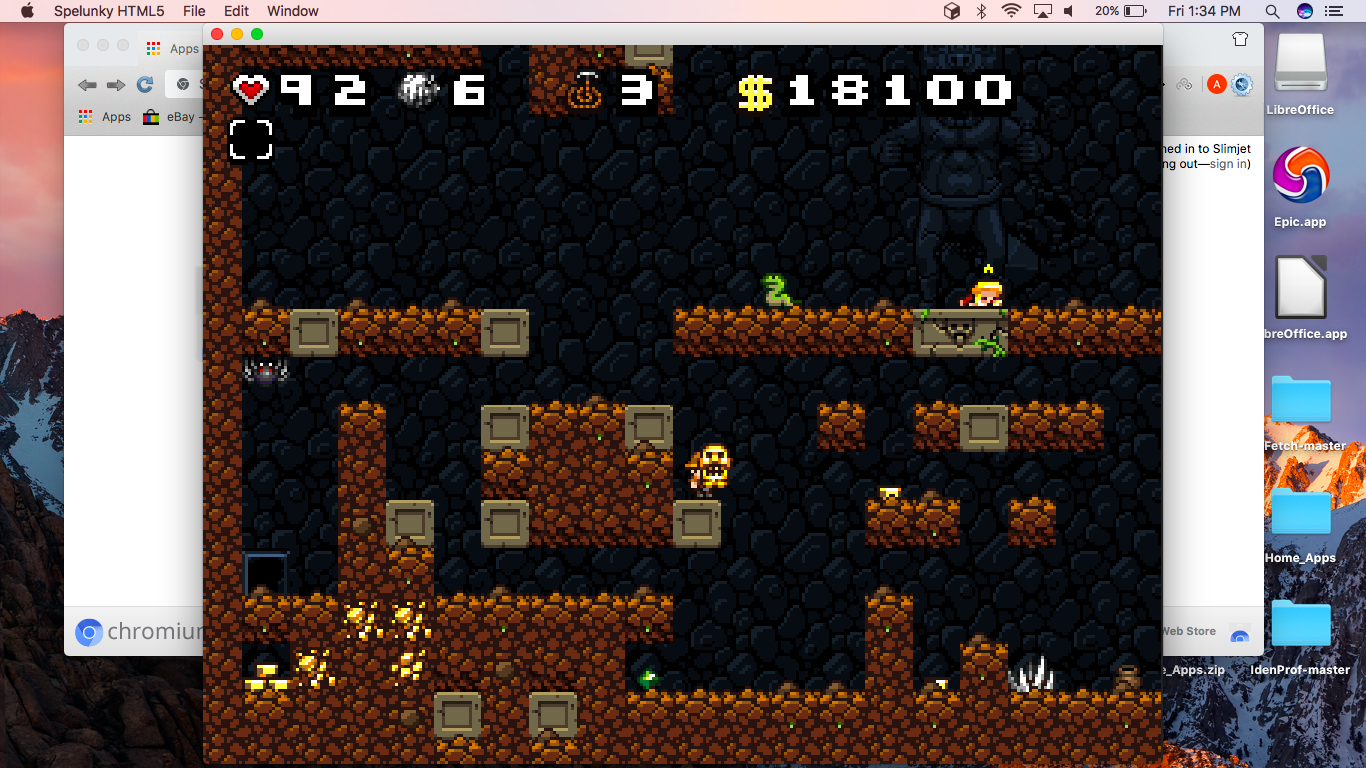 Spelunky HTML5 File Edit Window 20% Fri 1:34 PM
Apps
Apps eBay
92 6 3 $18100
A
ned in to Slimjet
ng out—sign in)
LibreOffice
Epic.app
breOffice.app
Fetch-master
Home_Apps
chromium
Web Store
e_Apps.zip IdenProf-master